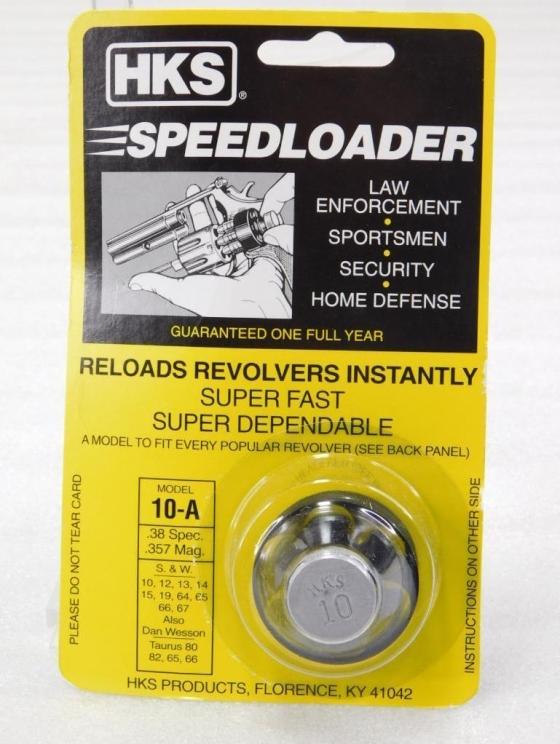 HKS®
SPEEDLOADER
LAW
ENFORCEMENT
•
SPORTSMEN
•
SECURITY
•
HOME DEFENSE
GUARANTEED ONE FULL YEAR
RELOADS REVOLVERS INSTANTLY
SUPER FAST
SUPER DEPENDABLE
A MODEL TO FIT EVERY POPULAR REVOLVER (SEE BACK PANEL)
PLEASE DO NOT TEAR CARD
MODEL
10-A
.38 Spec.
.357 Mag.
S. & W.
10, 12, 13, 14
15, 19, 64, £5
66, 67
Also
Dan Wesson
Taurus 80
82, 65, 66
HKS
10
INSTRUCTIONS ON OTHER SIDE
HKS PRODUCTS, FLORENCE, KY 41042